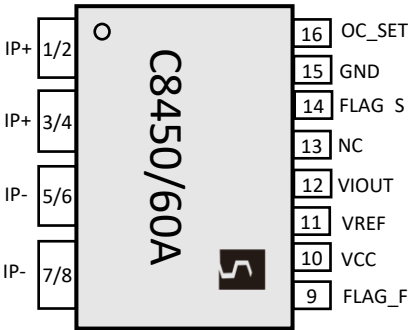 IP+ 1/2
IP+ 3/4
IP- 5/6
IP- 7/8
C8450/60A
16 OC_SET
15 GND
14 FLAG S
13 NC
12 VIOUT
11 VREF
10 VCC
9 FLAG_F